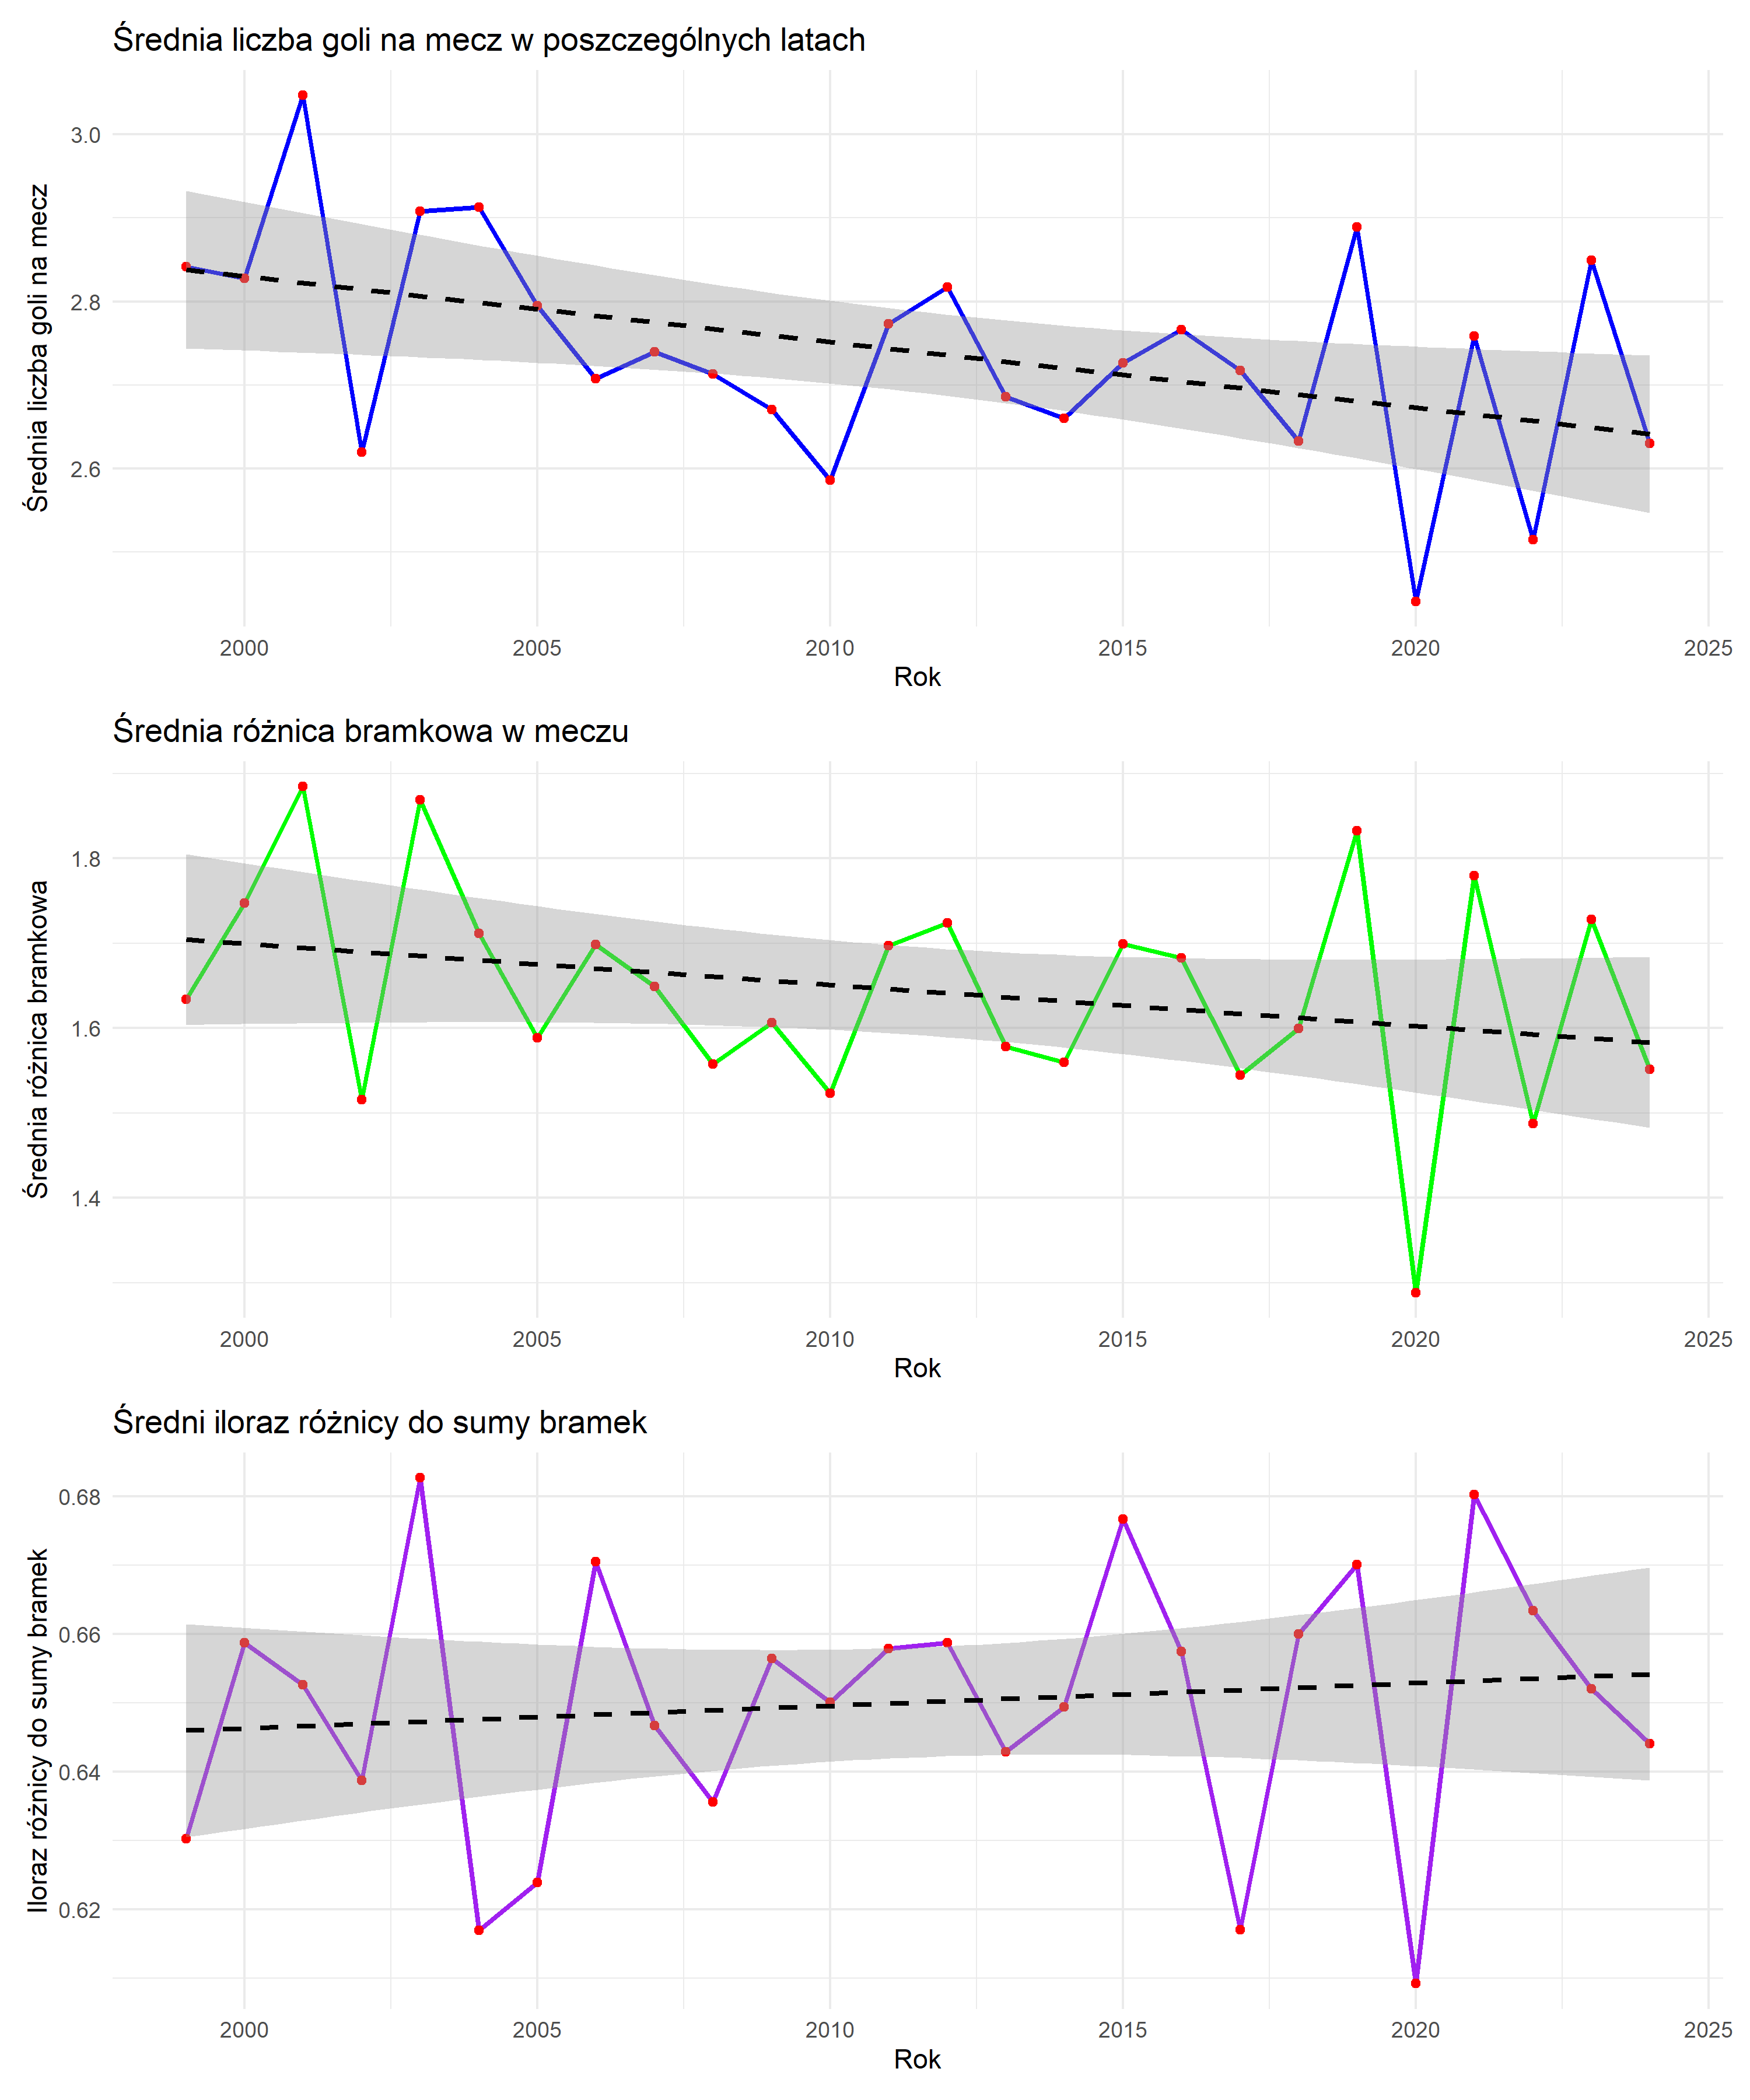 Średnia liczba goli na mecz w poszczególnych latach
Średnia liczba goli na mecz
3.0
2.8
2.6
2000 2005 2010 2015 2020 2025
Rok
Średnia różnica bramkowa w meczu
Średnia różnica bramkowa
1.8
1.6
1.4
2000 2005 2010 2015 2020 2025
Rok
Średni iloraz różnicy do sumy bramek
Iloraz różnicy do sumy bramek
0.68
0.66
0.64
0.62
2000 2005 2010 2015 2020 2025
Rok